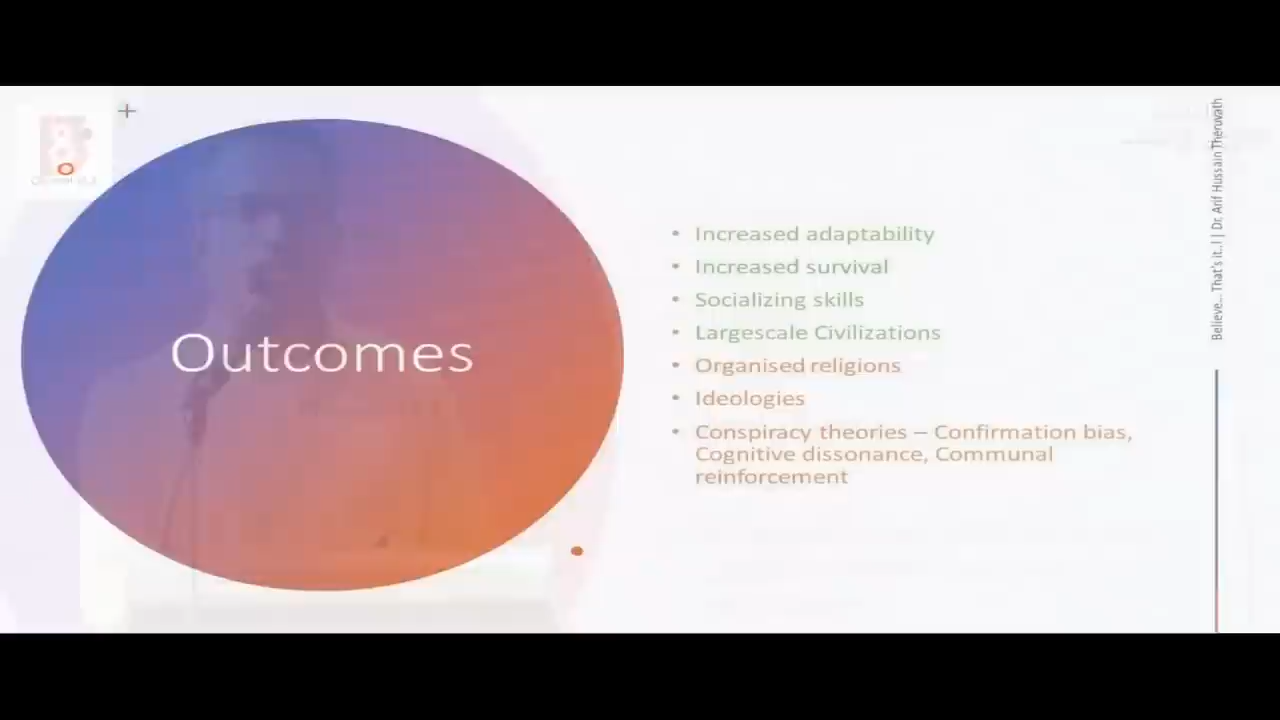 Outcomes
• Increased adaptability
• Increased survival
• Socializing skills
• Largescale Civilizations
• Organised religions
• Ideologies
• Conspiracy theories – Confirmation bias,
Cognitive dissonance, Communal
reinforcement
Believe... That's it..! | Dr. Arif Hussain Theruvath